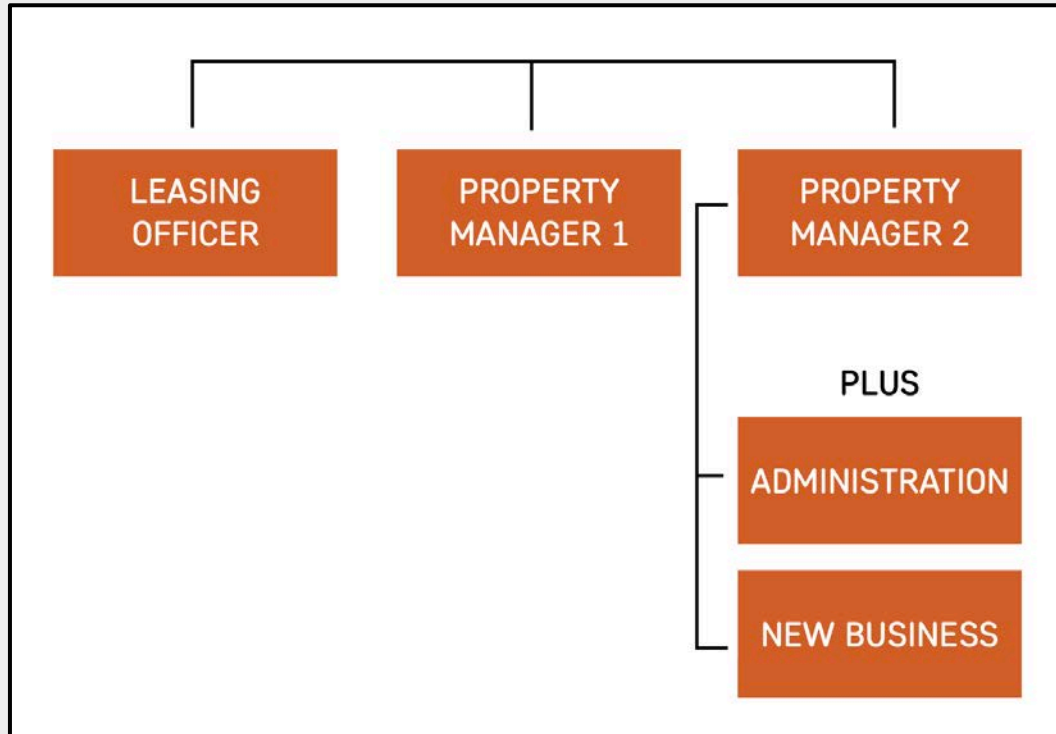 LEASING
OFFICER
PROPERTY
MANAGER 1
PROPERTY
MANAGER 2
PLUS
ADMINISTRATION
NEW BUSINESS